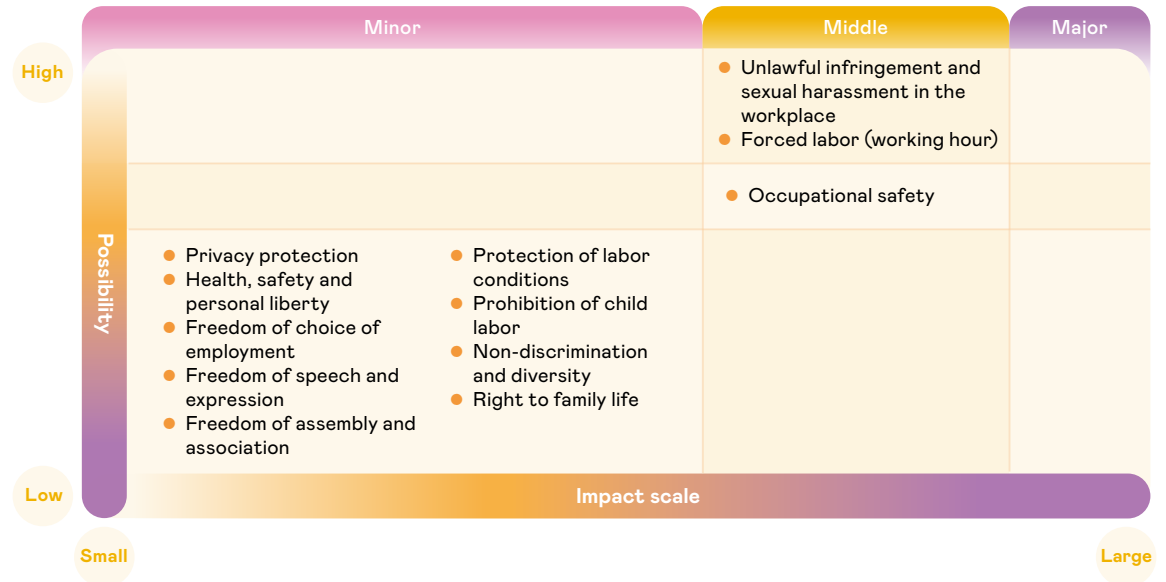 Minor
Middle
Major
High
Unlawful infringement and
sexual harassment in the
workplace
Forced labor (working hour)
Occupational safety
Possibility
Privacy protection
Health, safety and
personal liberty
Freedom of choice of
employment
Freedom of speech and
expression
Freedom of assembly and
association
Protection of labor
conditions
Prohibition of child
labor
Non-discrimination
and diversity
Right to family life
Low
Impact scale
Small
Large